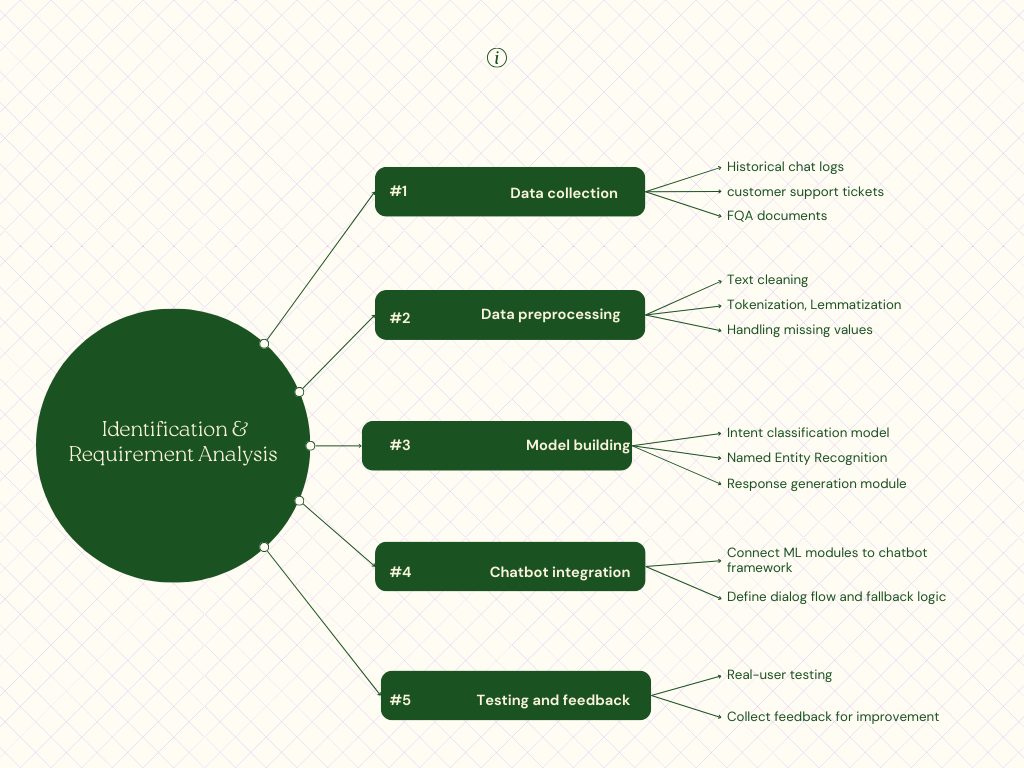 i
#1
Data collection
Historical chat logs
customer support tickets
FQA documents
#2
Data preprocessing
Text cleaning
Tokenization, Lemmatization
Handling missing values
Identification &
Requirement Analysis
#3
Model building
Intent classification model
Named Entity Recognition
Response generation module
#4
Chatbot integration
Connect ML modules to chatbot
framework
Define dialog flow and fallback logic
#5
Testing and feedback
Real-user testing
Collect feedback for improvement